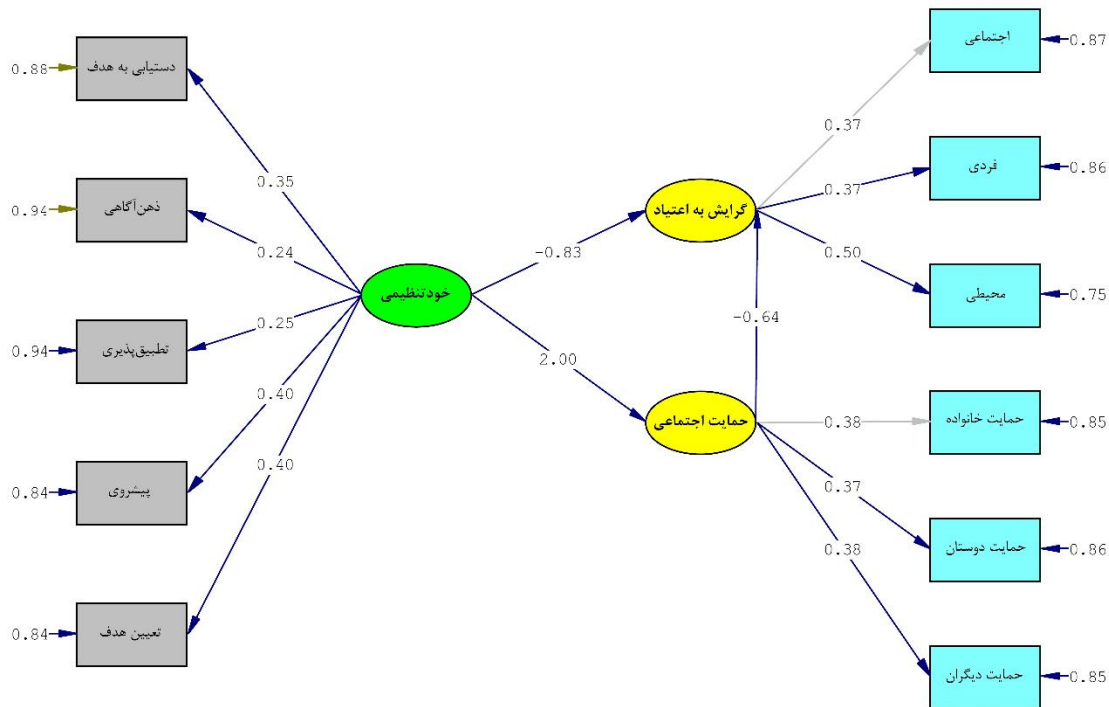 0.88
دستیابی به هدف
0.94
ذهن‌آگاهی
0.94
تطبیق‌پذیری
0.84
پیشروی
0.84
تعیین هدف
0.35
0.24
0.25
0.40
0.40
خودتنظیمی
-0.83
2.00
گرایش به اعتیاد
-0.64
حمایت اجتماعی
0.37
0.37
0.50
0.38
0.37
0.38
اجتماعی
0.87
فردی
0.86
محیطی
0.75
حمایت خانواده
0.85
حمایت دوستان
0.86
حمایت دیگران
0.85